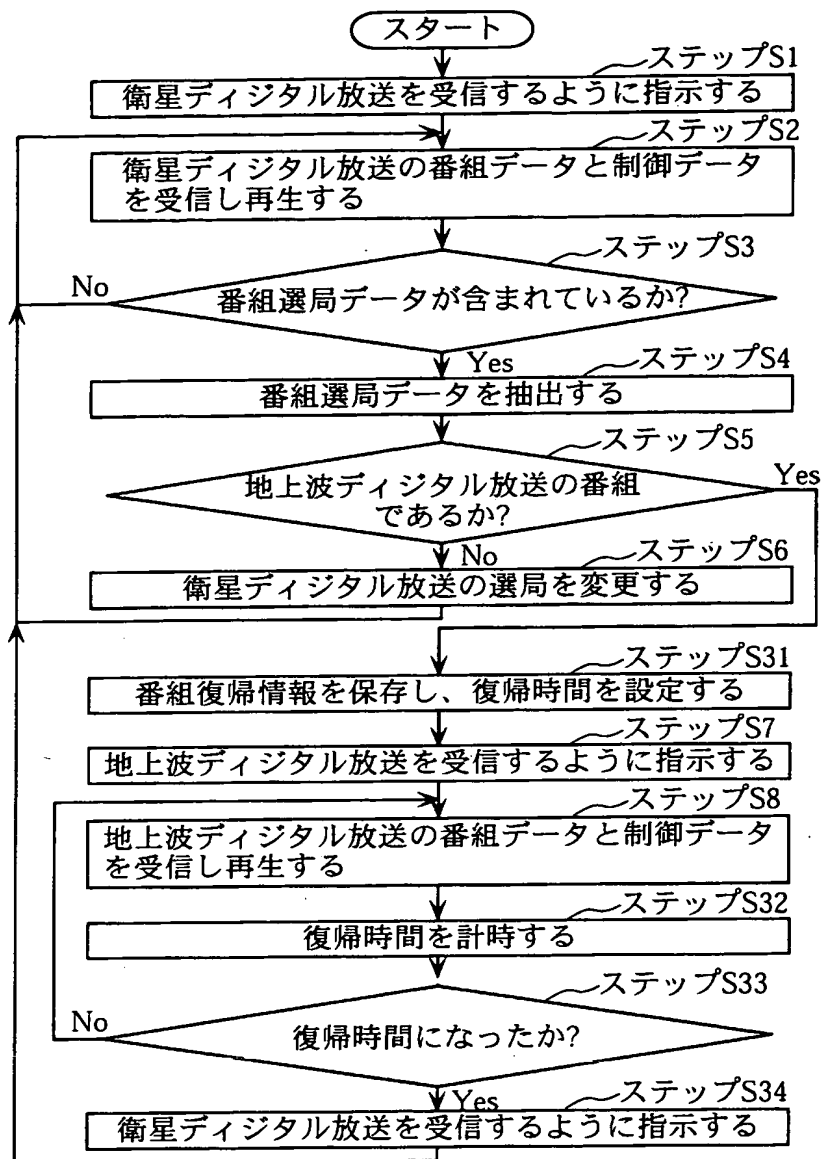 スタート
ステップS1
衛星ディジタル放送を受信するように指示する
ステップS2
衛星ディジタル放送の番組データと制御データ
を受信し再生する
ステップS3
No
番組選局データが含まれているか?
Yes
ステップS4
番組選局データを抽出する
ステップS5
Yes
地上波ディジタル放送の番組
であるか?
No
ステップS6
衛星ディジタル放送の選局を変更する
ステップS31
番組復帰情報を保存し、復帰時間を設定する
ステップS7
地上波ディジタル放送を受信するように指示する
ステップS8
地上波ディジタル放送の番組データと制御データ
を受信し再生する
ステップS32
復帰時間を計時する
ステップS33
No
復帰時間になったか?
Yes
ステップS34
衛星ディジタル放送を受信するように指示する